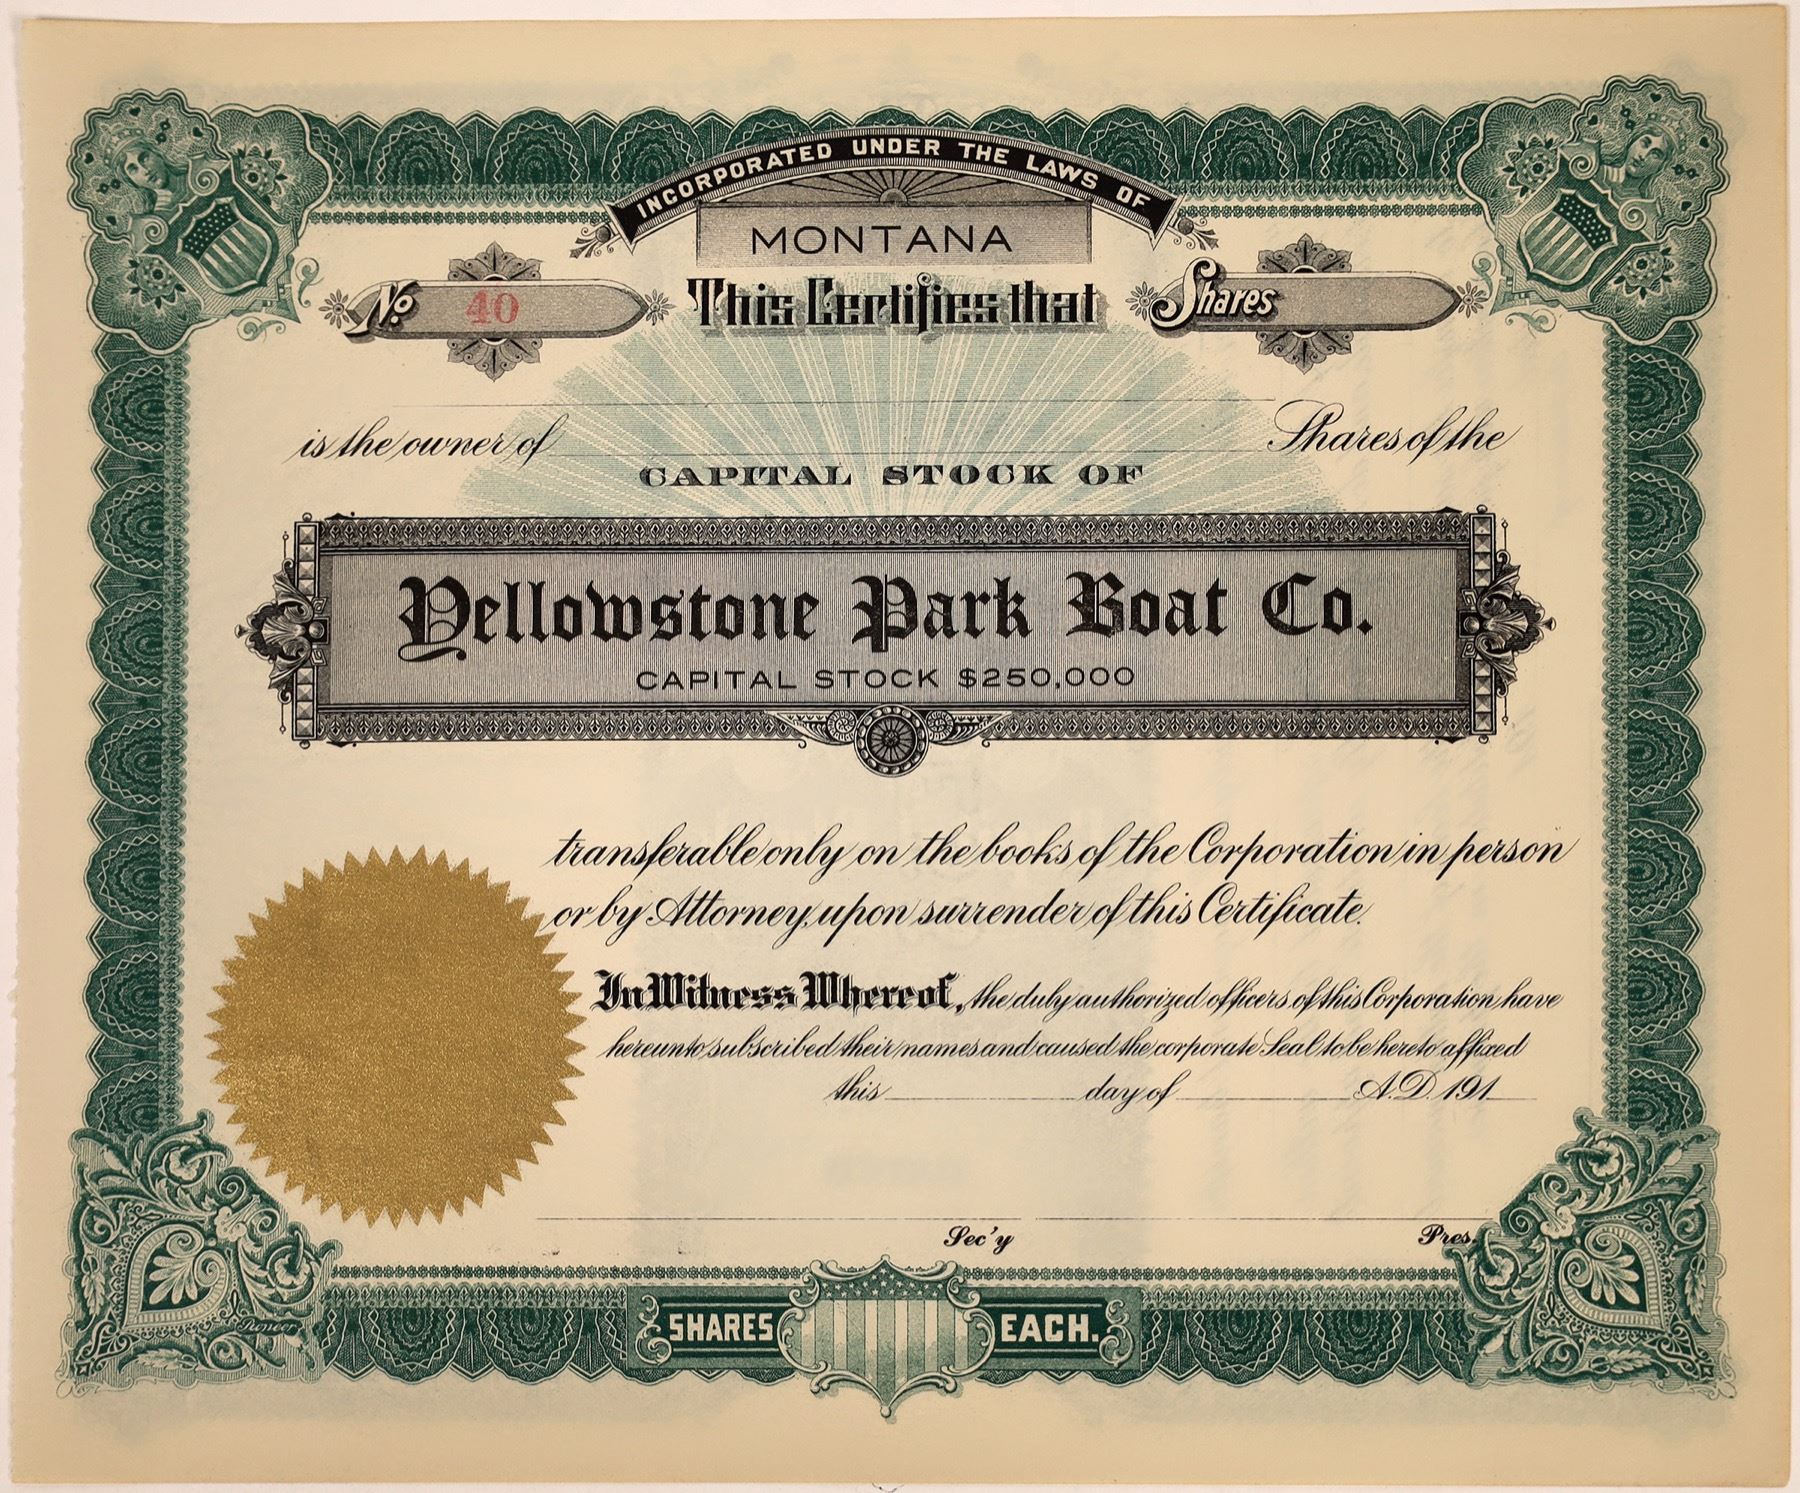 INCORPORATED UNDER THE LAWS OF
MONTANA
No. 40
This Certifies that
Shares
is the owner of Shares of the
CAPITAL STOCK OF
Yellowstone Park Boat Co.
CAPITAL STOCK $250,000
transferable only on the books of the Corporation in person
or by Attorney, upon surrender of this Certificate.
In Witness Whereof, the duly authorized officers of this Corporation have
hereunto subscribed their names and caused the corporate Seal to be hereto affixed
this day of A.D. 191
Sec'y Pres.
SHARES EACH.
Pioneer